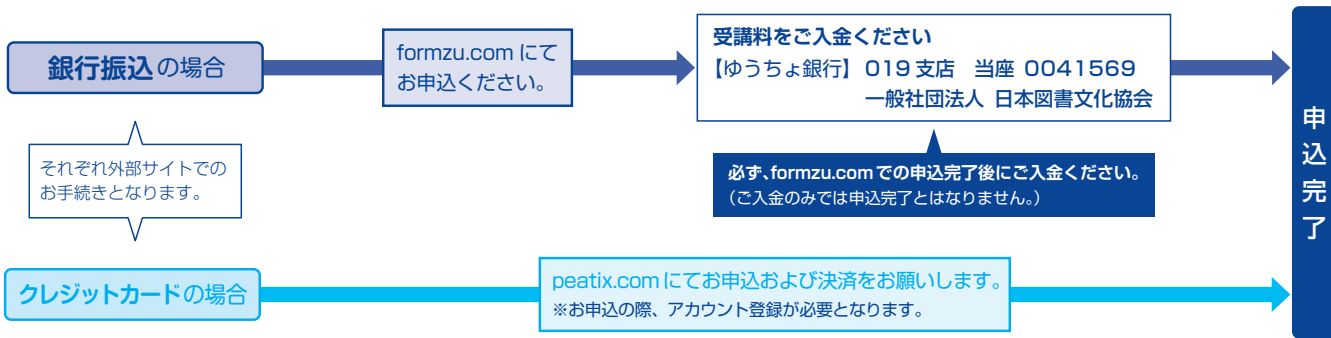 銀行振込の場合
formzu.com にて
お申込ください。
受講料をご入金ください
【ゆうちょ銀行】 019 支店　当座 0041569
一般社団法人 日本図書文化協会
必ず、formzu.com での申込完了後にご入金ください。
（ご入金のみでは申込完了とはなりません。）
それぞれ外部サイトでの
お手続きとなります。
クレジットカードの場合
peatix.com にてお申込および決済をお願いします。
※お申込の際、アカウント登録が必要となります。
申込完了